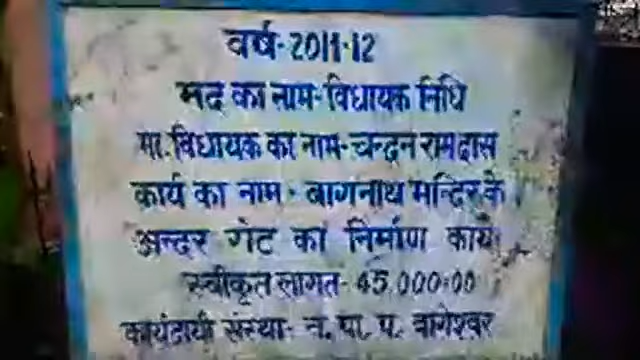 वर्ष-2011-12
मद का नाम-विधायक निधि
मा.विधायक का नाम-चन्दन रामदास
कार्य का नाम- बागनाथ मन्दिर के
अन्दर गेट का निर्माण कार्य
स्वीकृत लागत- 45,000=00
कार्यदायी संस्था- न. पा. प. बागेश्वर